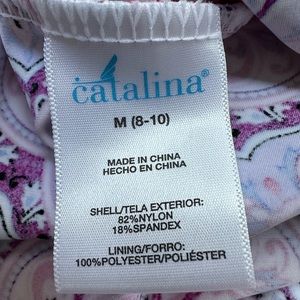 catalina®
M (8-10)
MADE IN CHINA
HECHO EN CHINA
SHELL/TELA EXTERIOR:
82%NYLON
18%SPANDEX
LINING/FORRO:
100%POLYESTER/POLIÉSTER